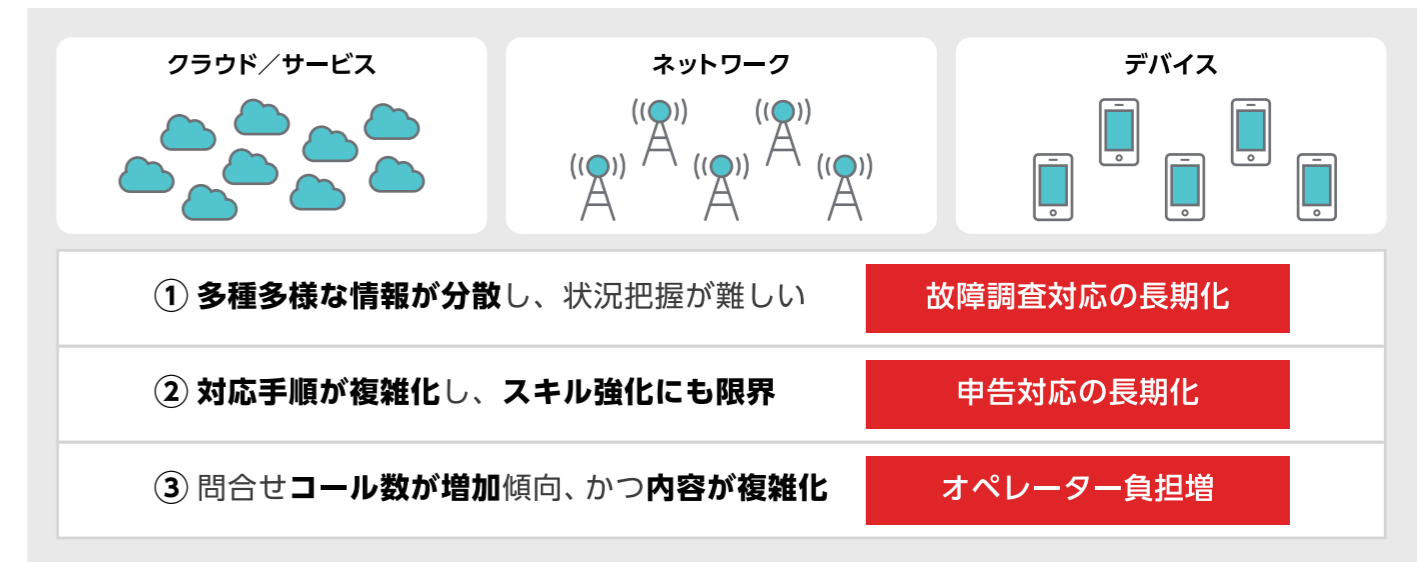 クラウド／サービス
ネットワーク
デバイス
① 多種多様な情報が分散し、状況把握が難しい
故障調査対応の長期化
② 対応手順が複雑化し、スキル強化にも限界
申告対応の長期化
③ 問合せコール数が増加傾向、かつ内容が複雑化
オペレーター負担増